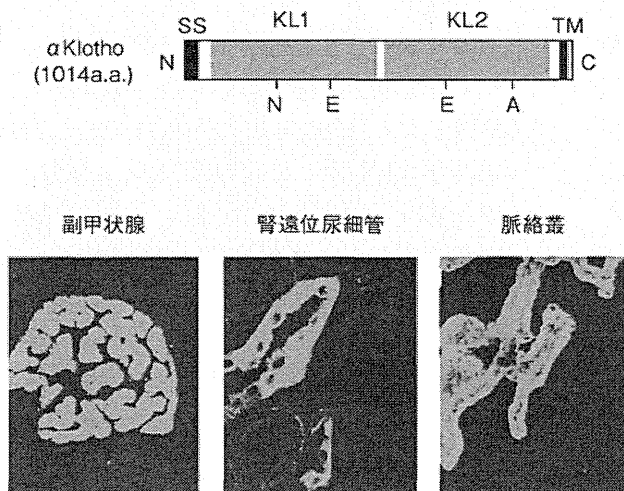 SS KL1 KL2 TM
αKlotho
(1014a.a.)
N C
N E E A
副甲状腺 腎遠位尿細管 脈絡叢